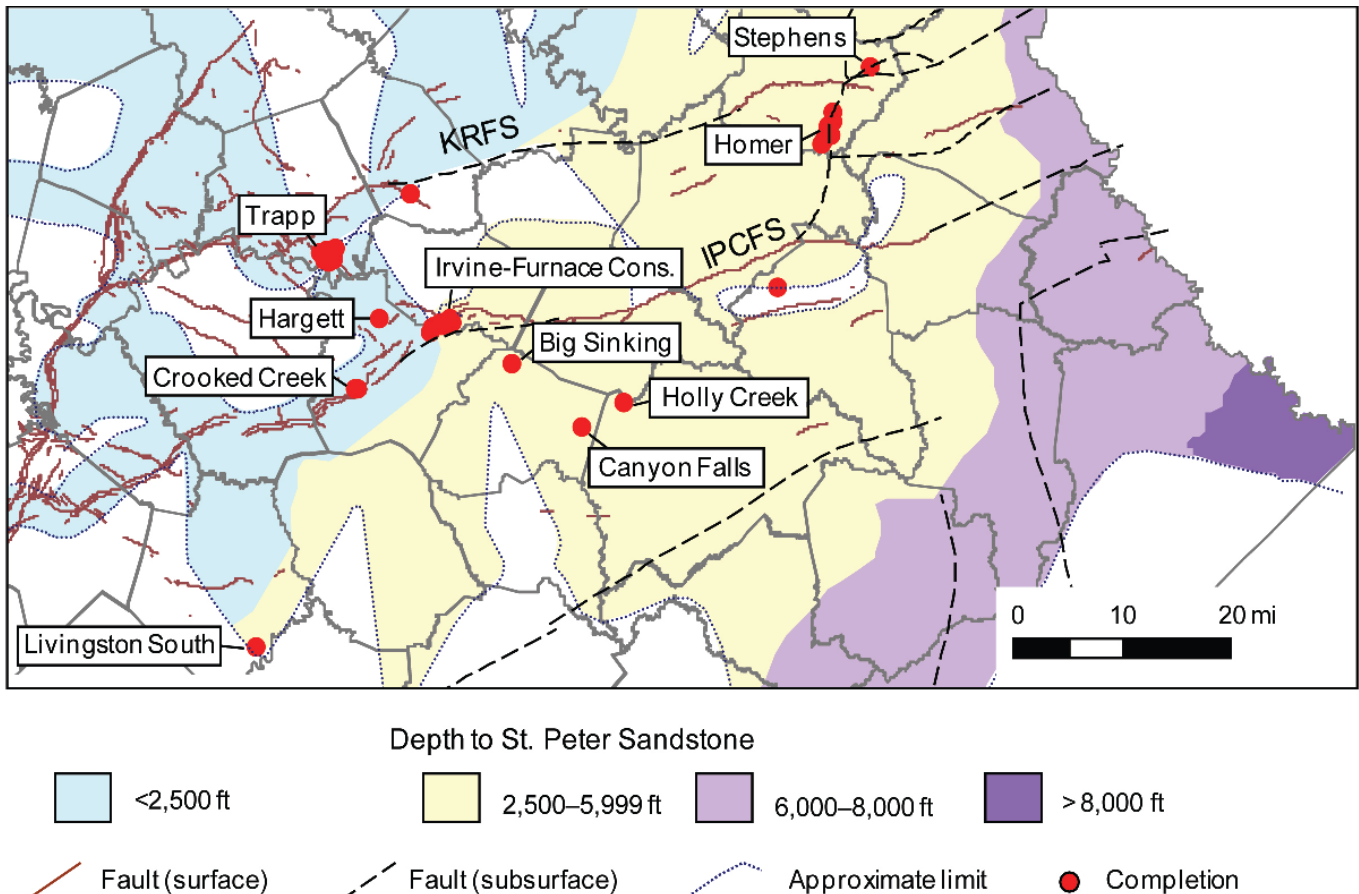 Stephens
KRFS
Homer
Trapp
IPCFS
Irvine-Furnace Cons.
Hargett
Big Sinking
Crooked Creek
Holly Creek
Canyon Falls
Livingston South
0 10 20 mi
Depth to St. Peter Sandstone
<2,500 ft 2,500–5,999 ft 6,000–8,000 ft >8,000 ft
Fault (surface) Fault (subsurface) Approximate limit Completion